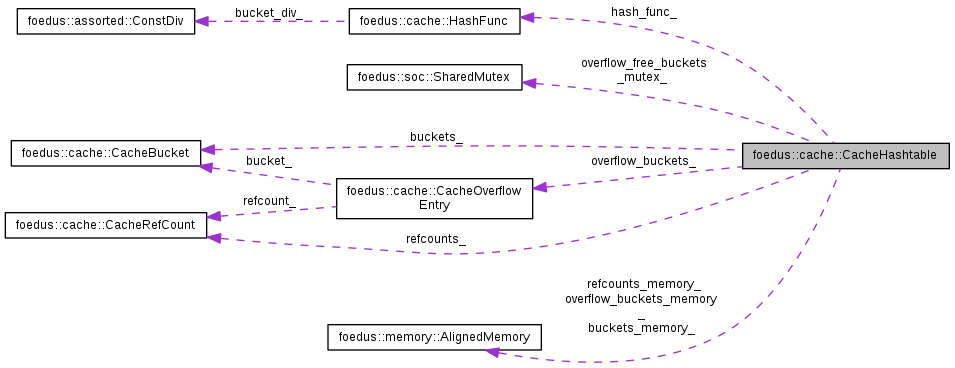 foedus::assorted::ConstDiv
bucket_div_
foedus::cache::HashFunc
hash_func_
foedus::soc::SharedMutex
overflow_free_buckets
_mutex_
foedus::cache::CacheBucket
buckets_
foedus::cache::CacheHashtable
bucket_
foedus::cache::CacheOverflow
Entry
overflow_buckets_
refcount_
foedus::cache::CacheRefCount
refcounts_
refcounts_memory_
overflow_buckets_memory
_
buckets_memory_
foedus::memory::AlignedMemory